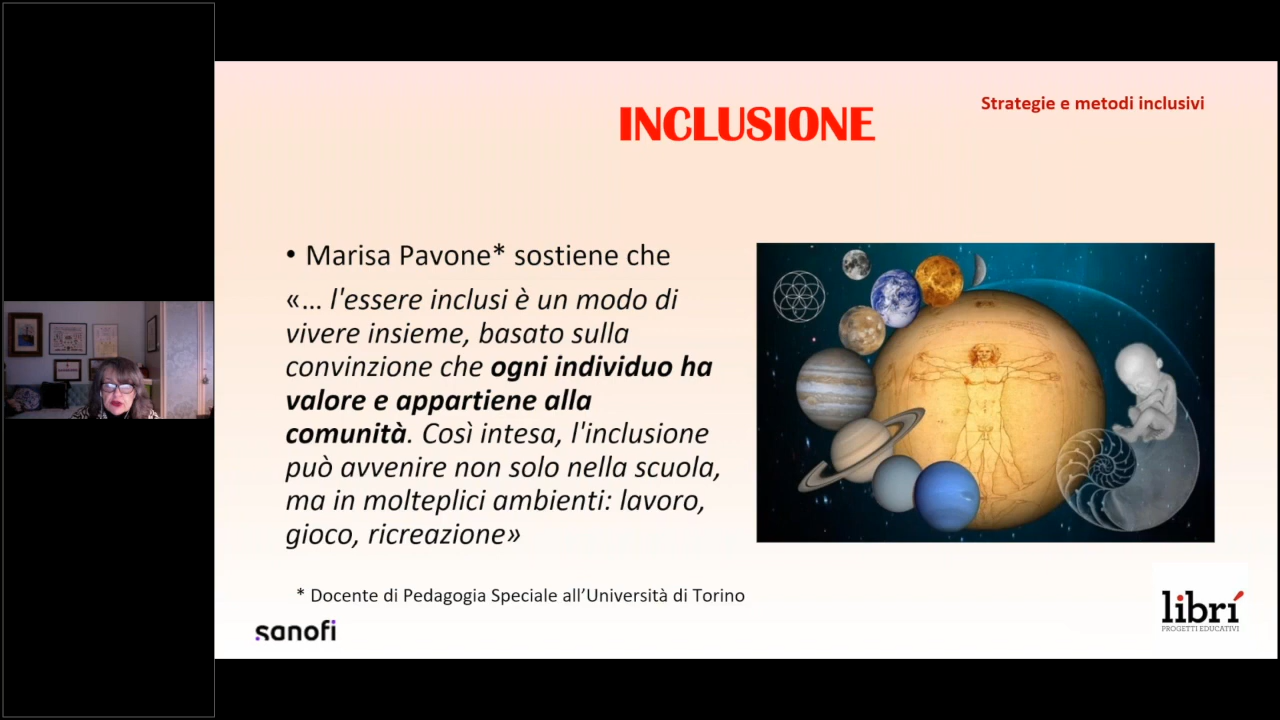 Strategie e metodi inclusivi
INCLUSIONE
• Marisa Pavone* sostiene che
«… l'essere inclusi è un modo di
vivere insieme, basato sulla
convinzione che ogni individuo ha
valore e appartiene alla
comunità. Così intesa, l'inclusione
può avvenire non solo nella scuola,
ma in molteplici ambienti: lavoro,
gioco, ricreazione»
* Docente di Pedagogia Speciale all’Università di Torino
sanofi
librí
PROGETTI EDUCATIVI